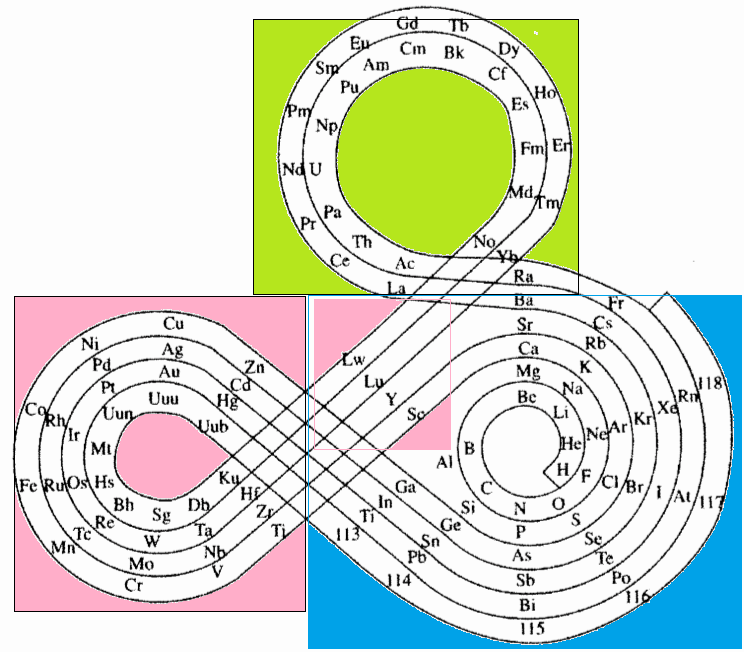 Gd Tb
Eu Cm Bk Dy
Sm Am Cf
Pu Es Ho
Pm Np
Nd U Fm Er
Md Tm
Pr Pa
Th No
Ce Ac Yb
La Ra
Ba Fr
Cu Sr Cs
Ni Ag Ca Rb
Pd Au Zn Lw K
Pt Uuu Cd Lu Mg Na 118
Uun Hg Y Be Li Rn
Co Rh Uub Sc Xe
Ir Kr
Mt B He Ne Ar
Al H
Fe Ru Os Hs Ku Ga C F Cl Br I At 117
Bh Db Hf In Si N O
Re Sg Zr Ti Ge P S
Tc W Ta Ti 113 Sn Se
Mn Mo Nb Pb As Te
Cr V 114 Sb Po
Bi 116
115